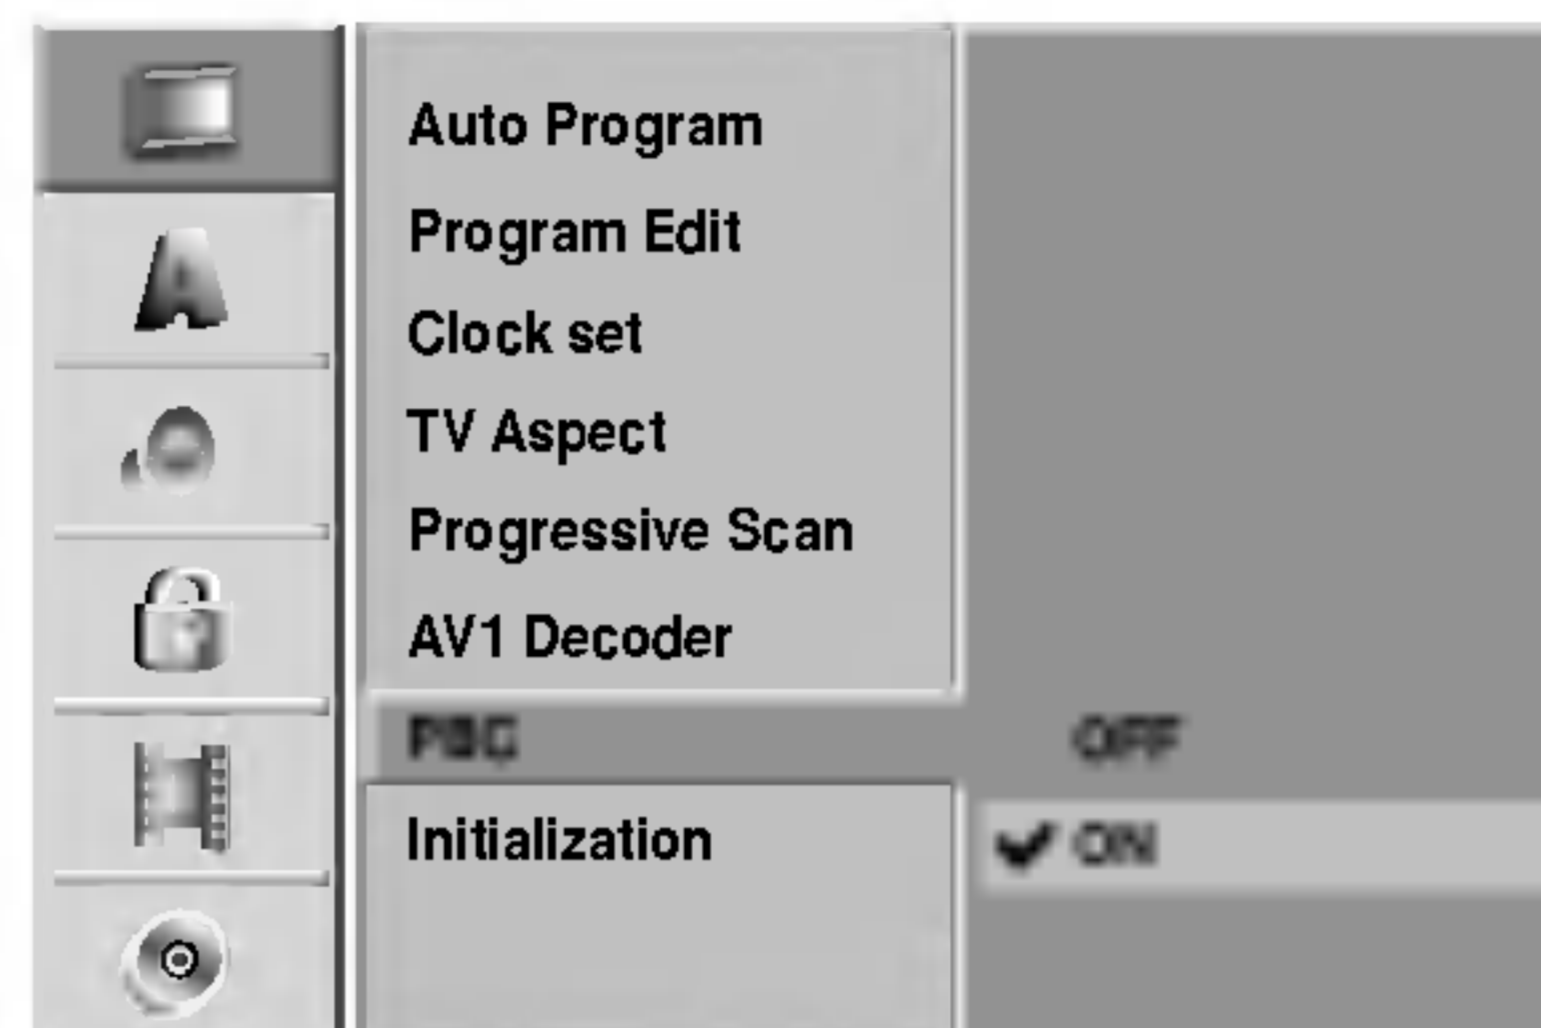 Auto Program
Program Edit
Clock set
TV Aspect
Progressive Scan
AV1 Decoder
PBC OFF
Initialization
ON